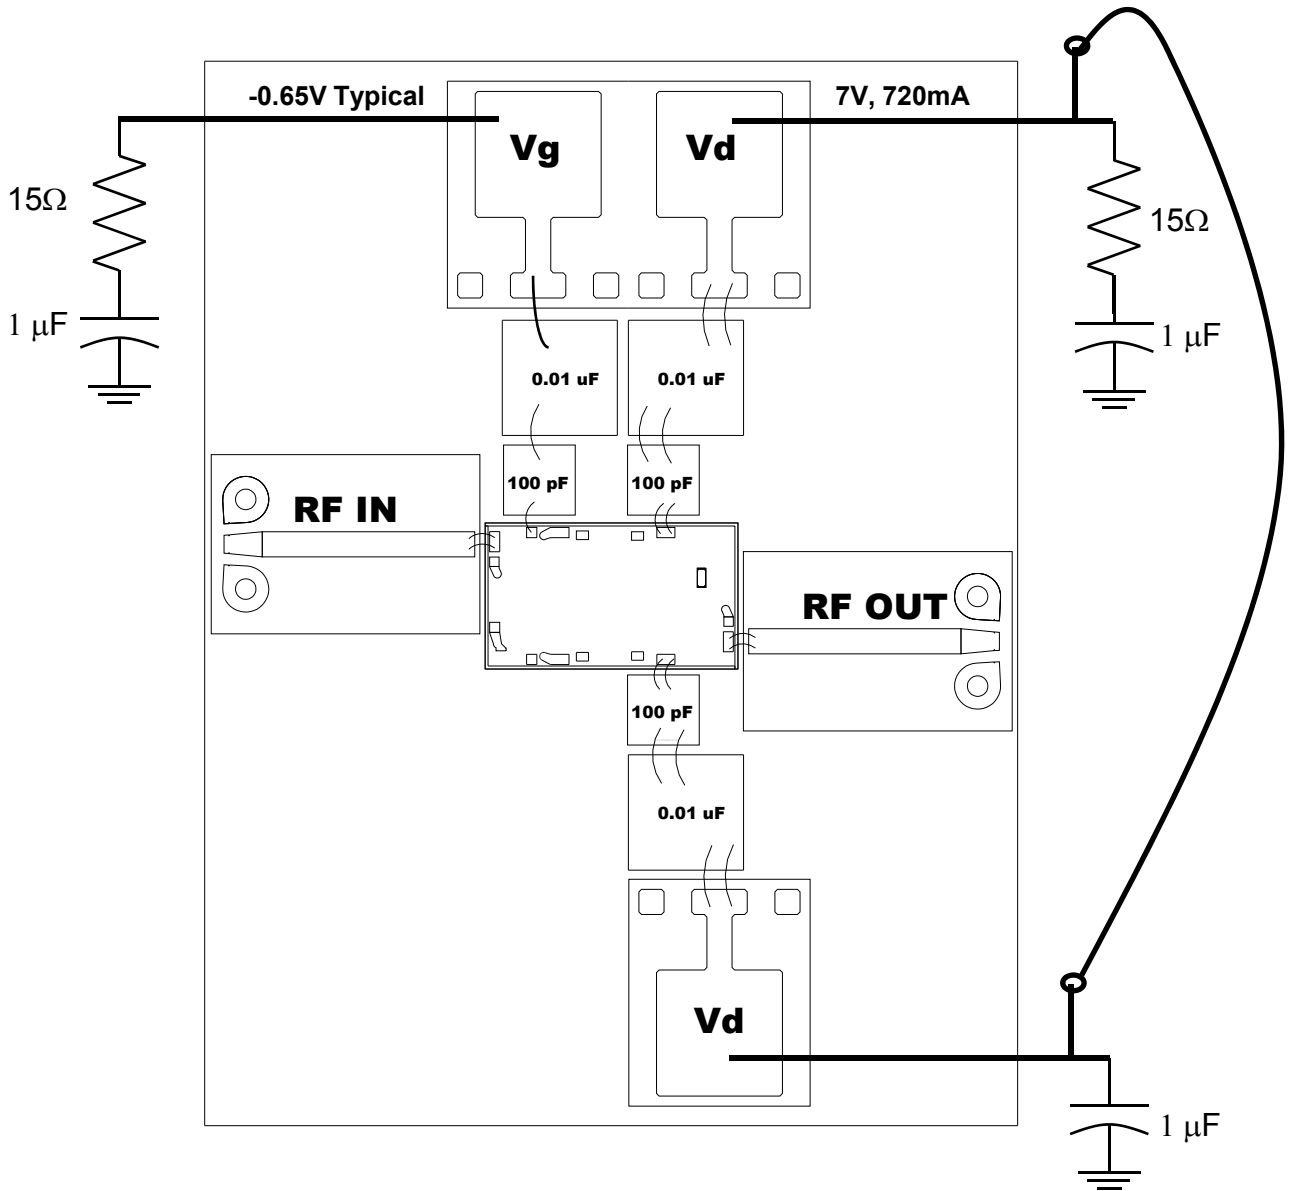 -0.65V Typical
7V, 720mA
Vg
Vd
15Ω
15Ω
1 μF
1 μF
0.01 uF
0.01 uF
100 pF
100 pF
RF IN
RF OUT
100 pF
0.01 uF
Vd
1 μF